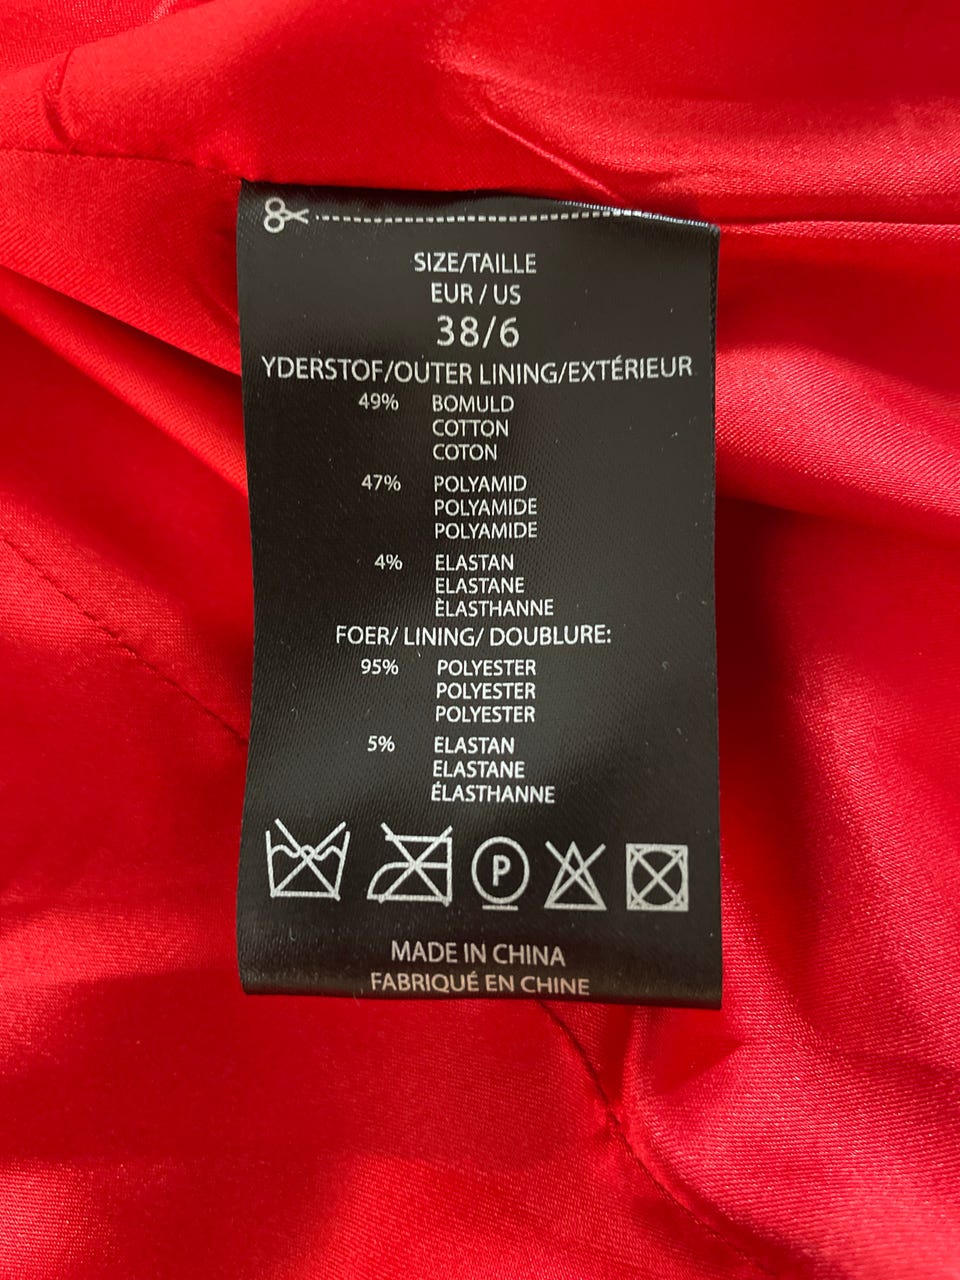 SIZE/TAILLE
EUR / US
38/6
YDERSTOF/OUTER LINING/EXTÉRIEUR
49% BOMULD
COTTON
COTON
47% POLYAMID
POLYAMIDE
POLYAMIDE
4% ELASTAN
ELASTANE
ÈLASTHANNE
FOER/ LINING/ DOUBLURE:
95% POLYESTER
POLYESTER
POLYESTER
5% ELASTAN
ELASTANE
ÉLASTHANNE
P
MADE IN CHINA
FABRIQUÉ EN CHINE